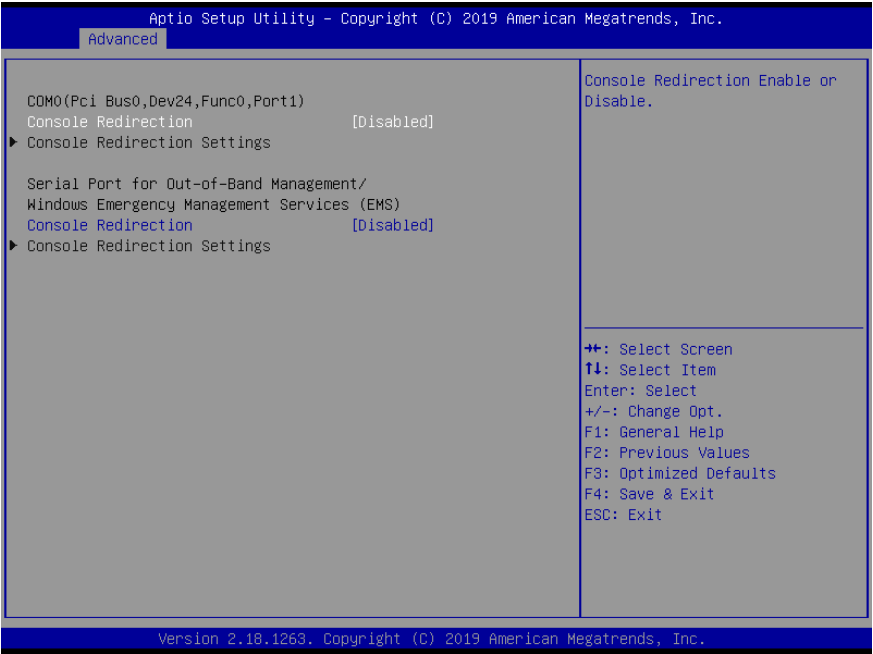 Aptio Setup Utility – Copyright (C) 2019 American Megatrends, Inc.
Advanced
COM0(Pci Bus0,Dev24,Func0,Port1)
Console Redirection [Disabled]
▶ Console Redirection Settings
Serial Port for Out-of-Band Management/
Windows Emergency Management Services (EMS)
Console Redirection [Disabled]
▶ Console Redirection Settings
Console Redirection Enable or
Disable.
→←: Select Screen
↑↓: Select Item
Enter: Select
+/-: Change Opt.
F1: General Help
F2: Previous Values
F3: Optimized Defaults
F4: Save & Exit
ESC: Exit
Version 2.18.1263. Copyright (C) 2019 American Megatrends, Inc.